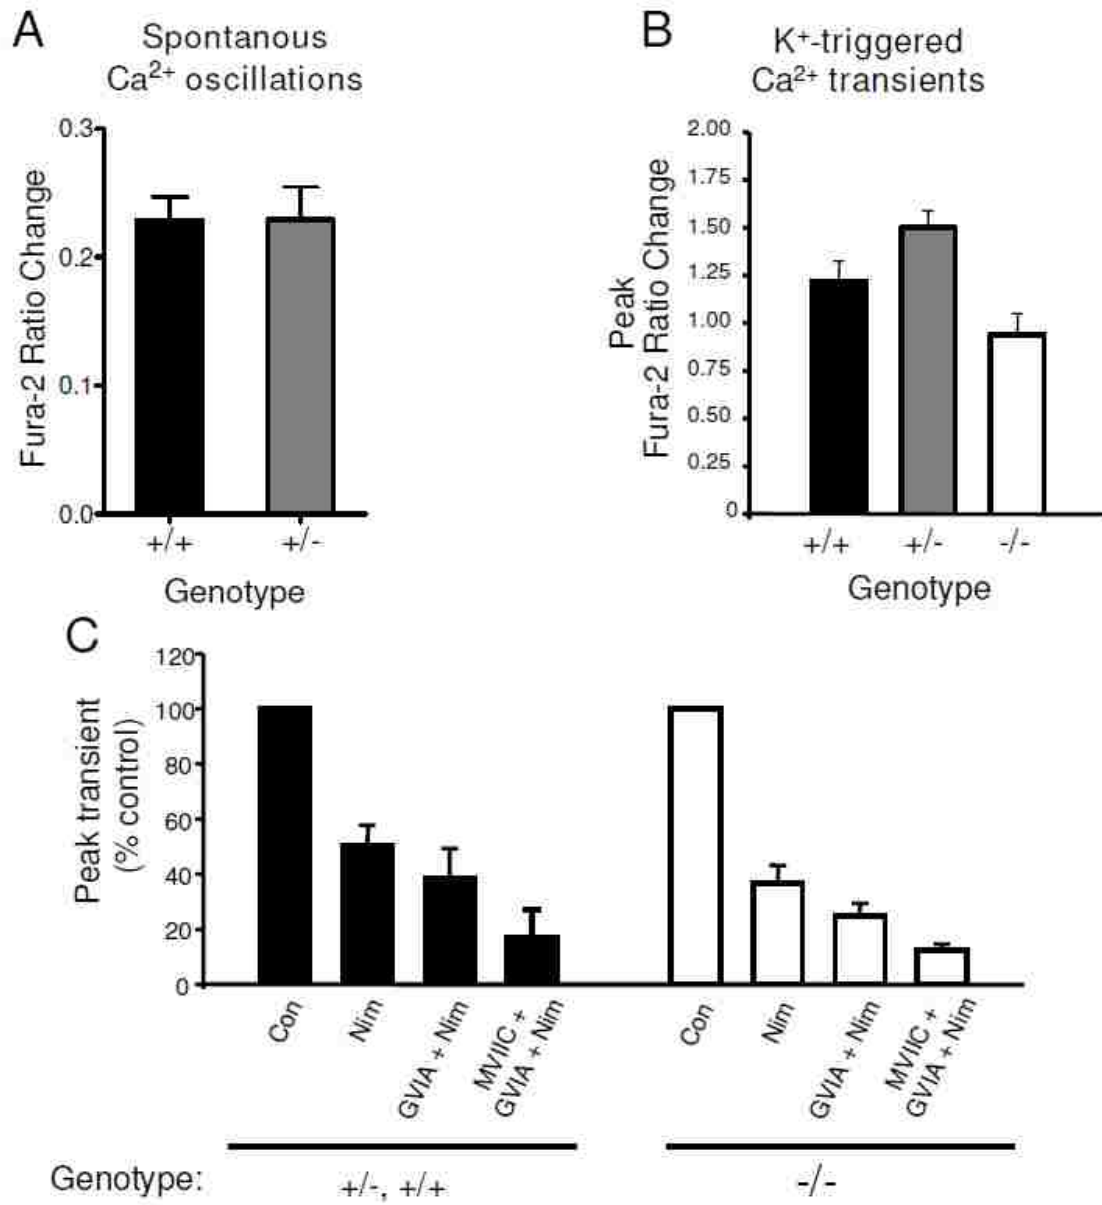 A
Spontanous
Ca²⁺ oscillations
Fura-2 Ratio Change
0.3
0.2
0.1
0.0
+/+
+/-
Genotype
B
K⁺-triggered
Ca²⁺ transients
Peak
Fura-2 Ratio Change
2.00
1.75
1.50
1.25
1.00
0.75
0.50
0.25
0
+/+
+/-
-/-
Genotype
C
Peak transient
(% control)
120
100
80
60
40
20
0
Con
Nim
GVIA + Nim
MVIIC +
GVIA + Nim
Con
Nim
GVIA + Nim
MVIIC +
GVIA + Nim
Genotype:
+/-, +/+
-/-